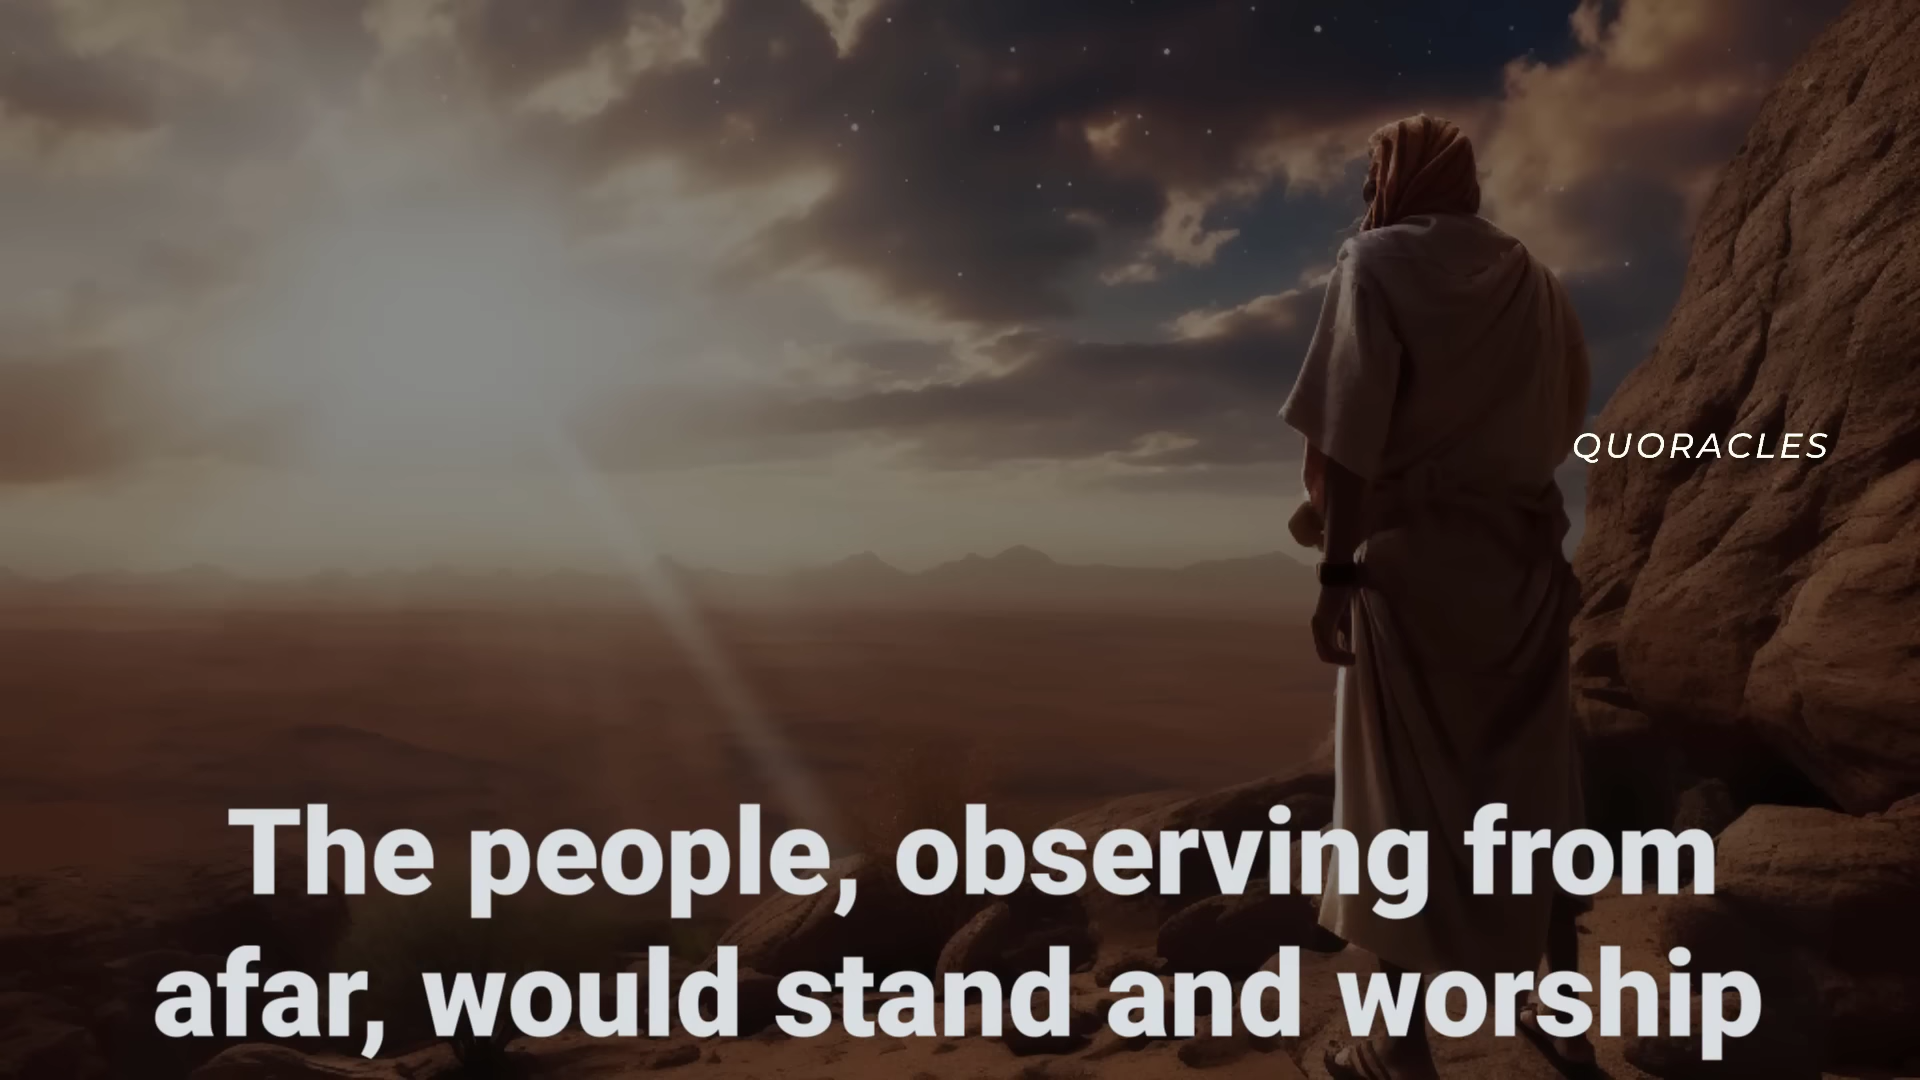 QUORACLES
The people, observing from
afar, would stand and worship